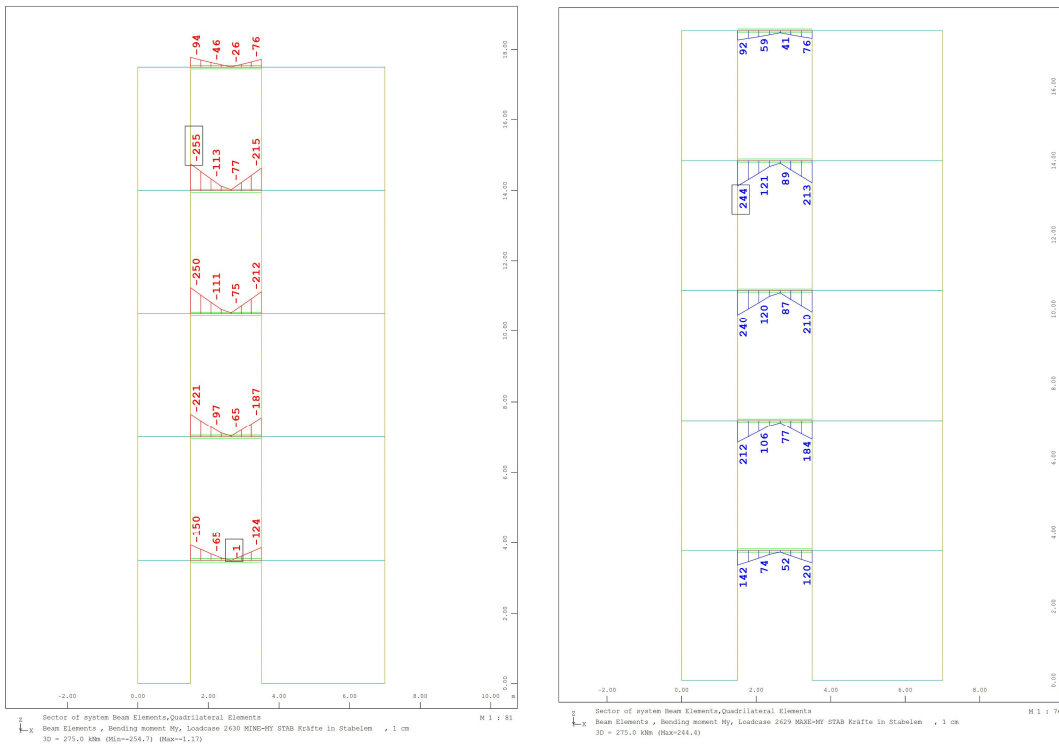 -94 -46 -26 -76
18.00
16.00
-255 -113 -77 -215
14.00
12.00
-250 -111 -75 -212
10.00
8.00
-221 -97 -65 -187
6.00
4.00
-150 -65 -1 -124
2.00
0.00
-2.00 0.00 2.00 4.00 6.00 8.00 10.00 m
Z
X
Sector of system Beam Elements,Quadrilateral Elements M 1 : 81
Beam Elements , Bending moment My, Loadcase 2630 MINE-MY STAB Kräfte in Stabelem , 1 cm
3D = 275.0 kNm (Min=-254.7) (Max=-1.17)
92 59 41 76
16.00
14.00
244 121 89 213
12.00
10.00
240 120 87 210
8.00
6.00
212 106 77 184
4.00
142 74 52 120
2.00
0.00
-2.00 0.00 2.00 4.00 6.00 8.00
Z
X
Sector of system Beam Elements,Quadrilateral Elements M 1 : 76
Beam Elements , Bending moment My, Loadcase 2629 MAXE-MY STAB Kräfte in Stabelem , 1 cm
3D = 275.0 kNm (Max=244.4)